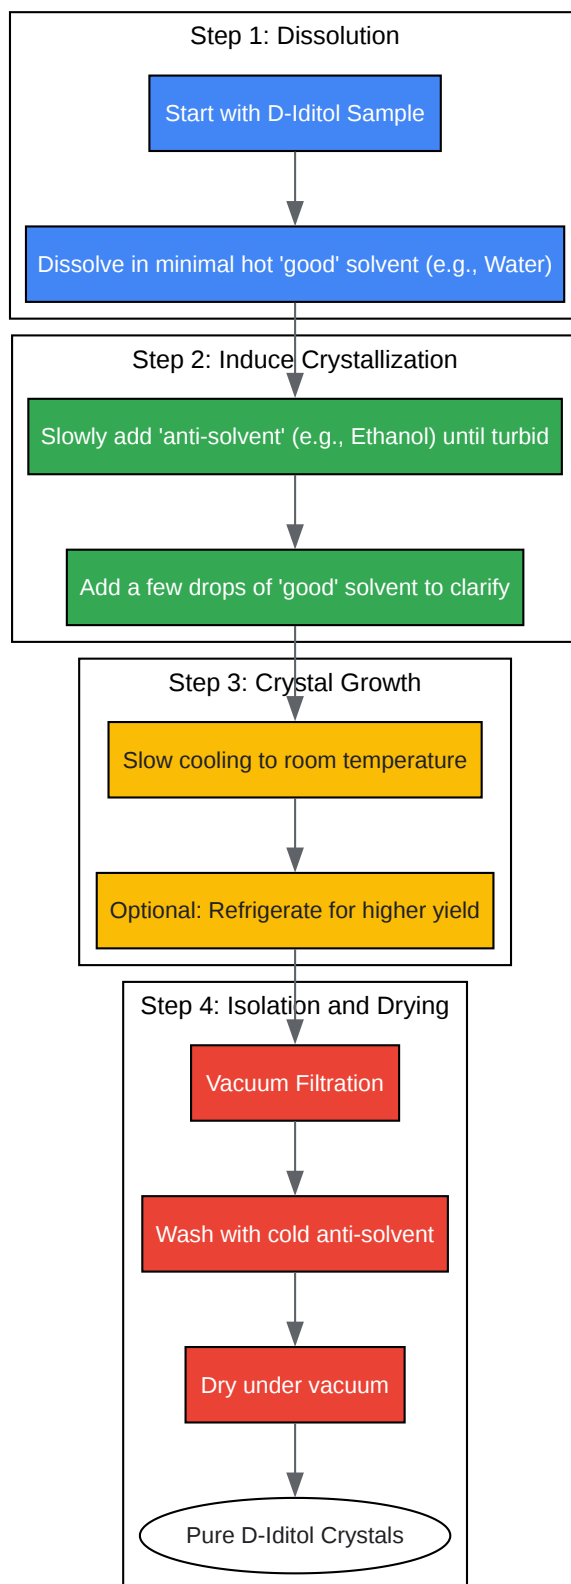 Step 1: Dissolution
Start with D-Iditol Sample
Dissolve in minimal hot 'good' solvent (e.g., Water)
Step 2: Induce Crystallization
Slowly add 'anti-solvent' (e.g., Ethanol) until turbid
Add a few drops of 'good' solvent to clarify
Step 3: Crystal Growth
Slow cooling to room temperature
Optional: Refrigerate for higher yield
Step 4: Isolation and Drying
Vacuum Filtration
Wash with cold anti-solvent
Dry under vacuum
Pure D-Iditol Crystals